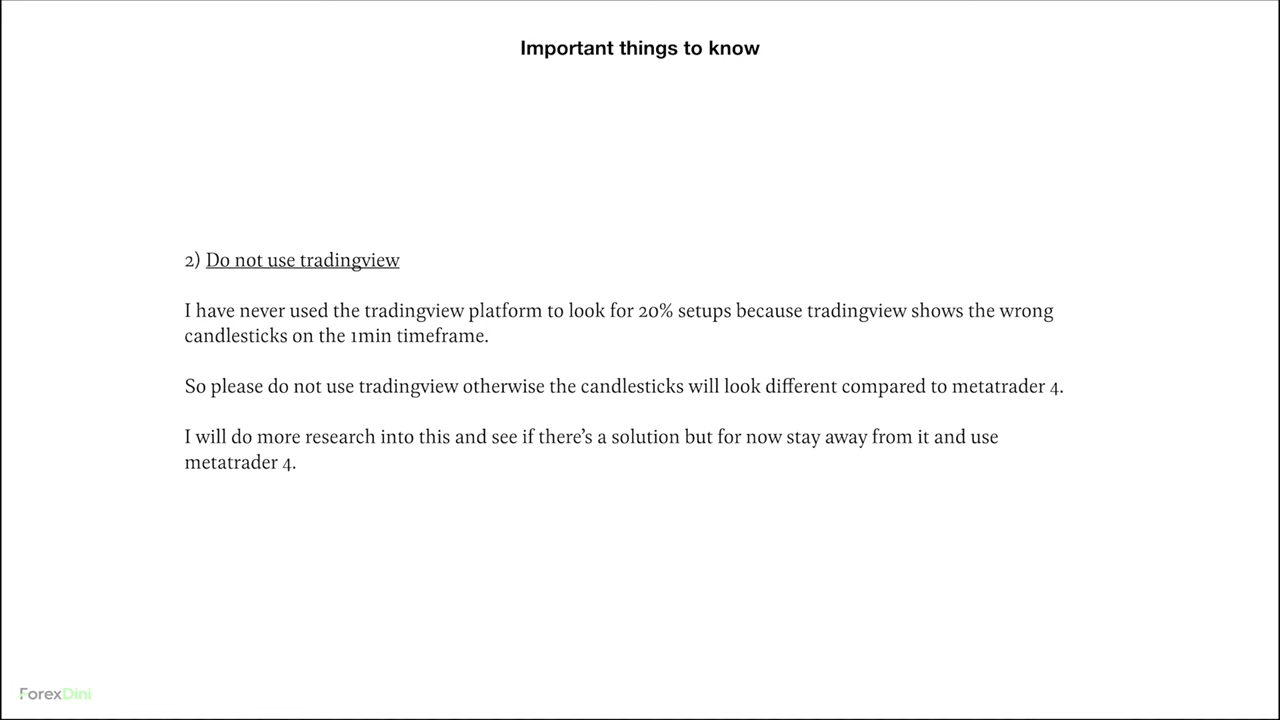 Important things to know
2) Do not use tradingview
I have never used the tradingview platform to look for 20% setups because tradingview shows the wrong
candlesticks on the 1min timeframe.
So please do not use tradingview otherwise the candlesticks will look different compared to metatrader 4.
I will do more research into this and see if there’s a solution but for now stay away from it and use
metatrader 4.
ForexDini